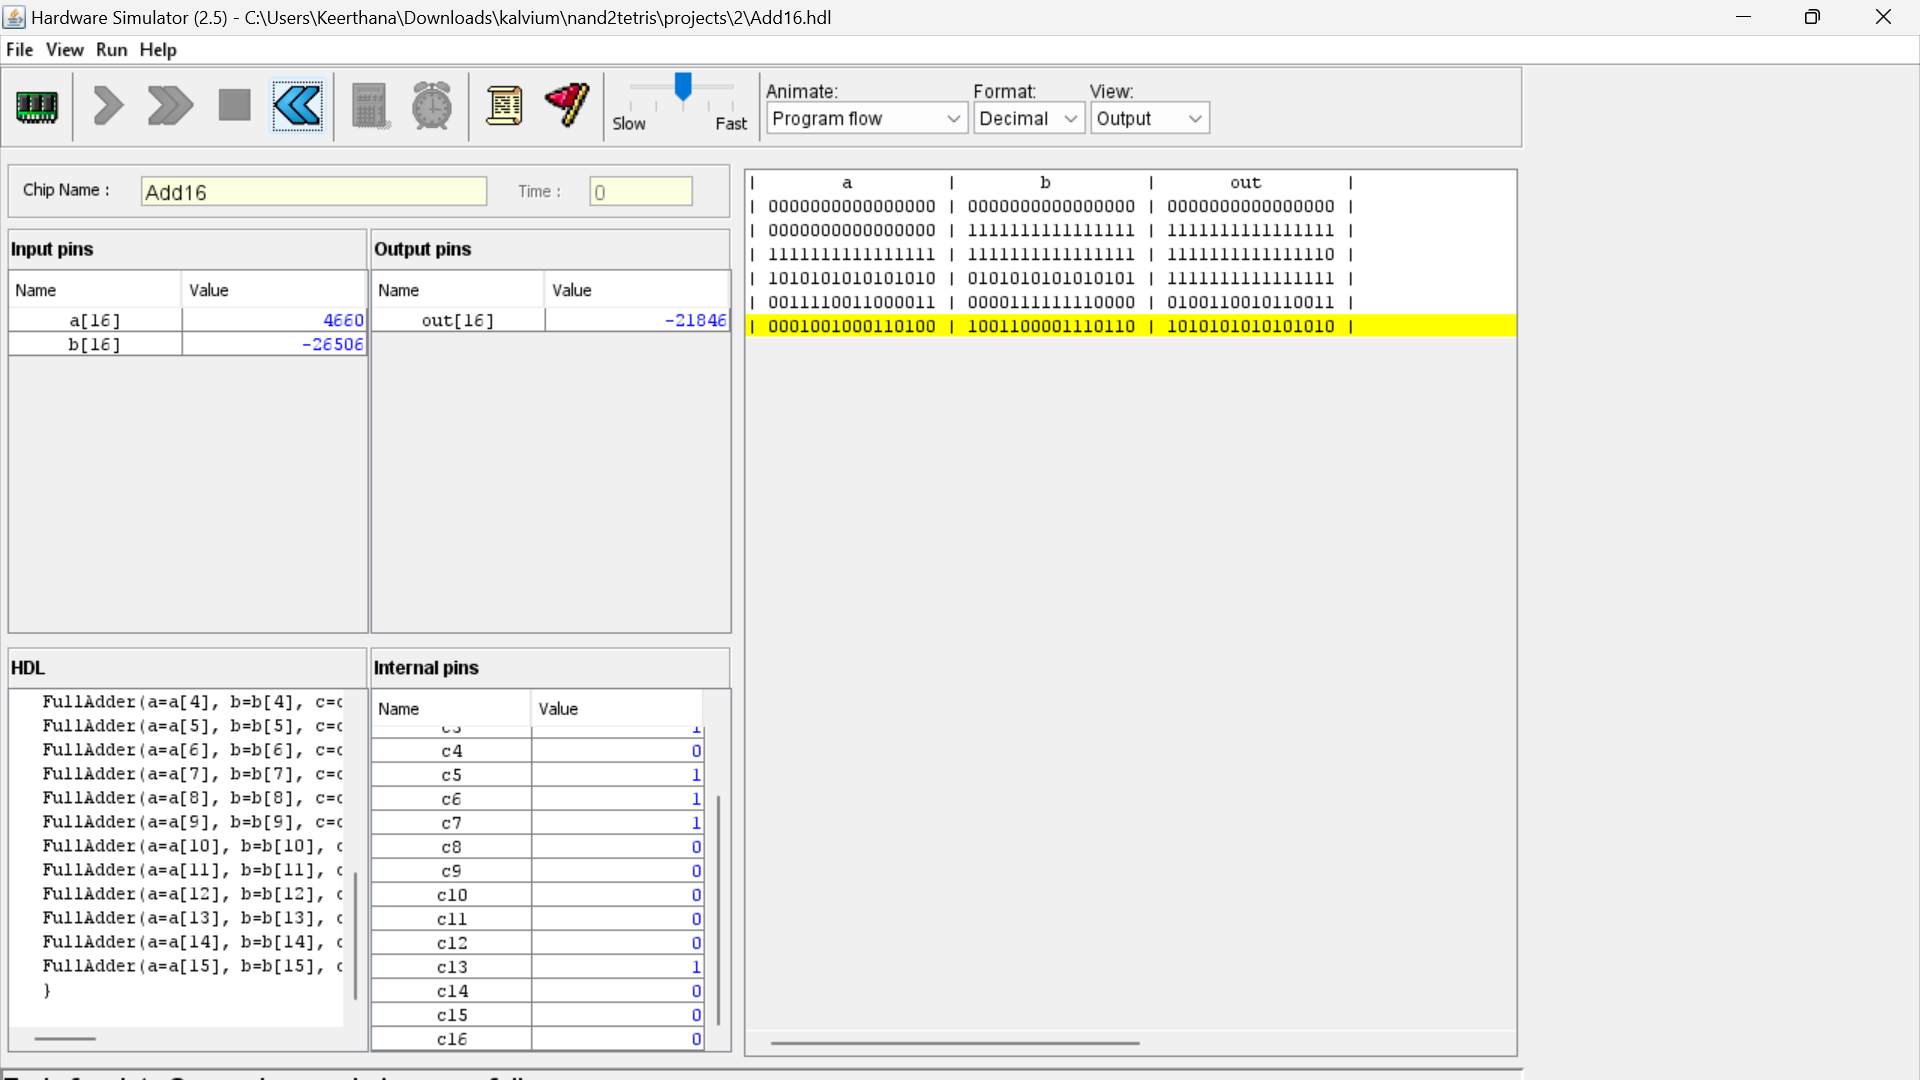 Hardware Simulator (2.5) - C:\Users\Keerthana\Downloads\kalvium\nand2tetris\projects\2\Add16.hdl
File View Run Help
Slow Fast
Animate: Format: View:
Program flow Decimal Output
Chip Name : Add16 Time : 0
Input pins
Name Value
a[16] 4660
b[16] -26506
Output pins
Name Value
out[16] -21846
HDL
FullAdder(a=a[4], b=b[4], c=
FullAdder(a=a[5], b=b[5], c=
FullAdder(a=a[6], b=b[6], c=
FullAdder(a=a[7], b=b[7], c=
FullAdder(a=a[8], b=b[8], c=
FullAdder(a=a[9], b=b[9], c=
FullAdder(a=a[10], b=b[10],
FullAdder(a=a[11], b=b[11],
FullAdder(a=a[12], b=b[12],
FullAdder(a=a[13], b=b[13],
FullAdder(a=a[14], b=b[14],
FullAdder(a=a[15], b=b[15],
}
Internal pins
Name Value
c4 0
c5 1
c6 1
c7 1
c8 0
c9 0
c10 0
c11 0
c12 0
c13 1
c14 0
c15 0
c16 0
| a | b | out |
| 0000000000000000 | 0000000000000000 | 0000000000000000 |
| 0000000000000000 | 1111111111111111 | 1111111111111111 |
| 1111111111111111 | 1111111111111111 | 1111111111111110 |
| 1010101010101010 | 0101010101010101 | 1111111111111111 |
| 0011110011000011 | 0000111111110000 | 0100110010110011 |
| 0001001000110100 | 1001100001110110 | 1010101010101010 |